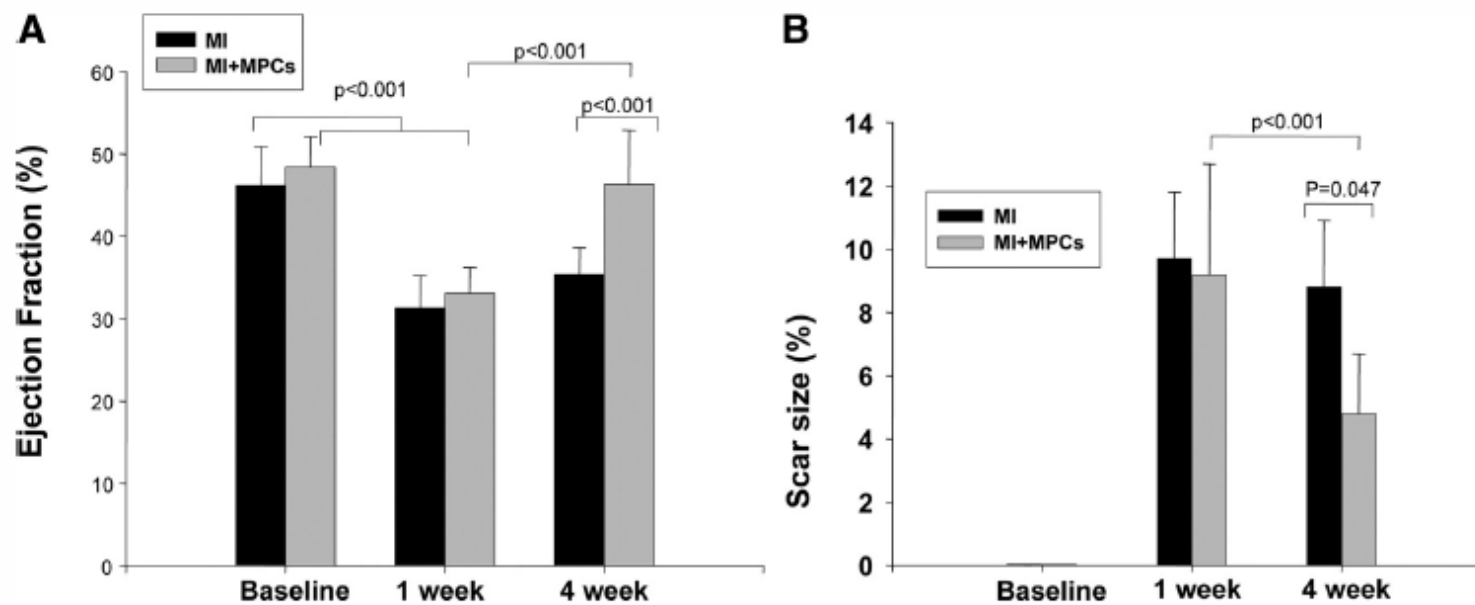 A
MI
MI+MPCs
p<0.001
p<0.001
p<0.001
Ejection Fraction (%)
60
50
40
30
20
10
0
Baseline
1 week
4 week
B
MI
MI+MPCs
p<0.001
P=0.047
Scar size (%)
14
12
10
8
6
4
2
0
Baseline
1 week
4 week